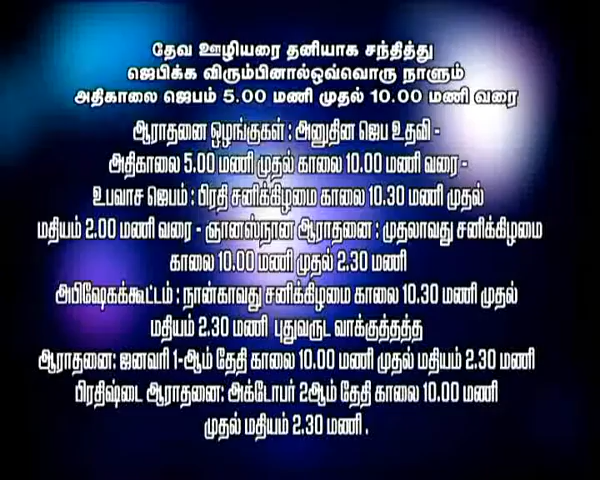 தேவ ஊழியரை தனியாக சந்தித்து
ஜெபிக்க விரும்பினால்ஒவ்வொரு நாளும்
அதிகாலை ஜெபம் 5.00 மணி முதல் 10.00 மணி வரை
ஆராதனை ஒழுங்குகள் : அனுதின ஜெப உதவி -
அதிகாலை 5.00 மணி முதல் காலை 10.00 மணி வரை -
உபவாச ஜெபம் : பிரதி சனிக்கிழமை காலை 10.30 மணி முதல்
மதியம் 2.00 மணி வரை - ஞானஸ்நான ஆராதனை : முதலாவது சனிக்கிழமை
காலை 10.00 மணி முதல் 2.30 மணி
அபிஷேகக்கூட்டம் : நான்காவது சனிக்கிழமை காலை 10.30 மணி முதல்
மதியம் 2.30 மணி புதுவருட வாக்குத்தத்த
ஆராதனை: ஜனவரி 1-ஆம் தேதி காலை 10.00 மணி முதல் மதியம் 2.30 மணி
பிரதிஷ்டை ஆராதனை: அக்டோபர் 2ஆம் தேதி காலை 10.00 மணி
முதல் மதியம் 2.30 மணி .